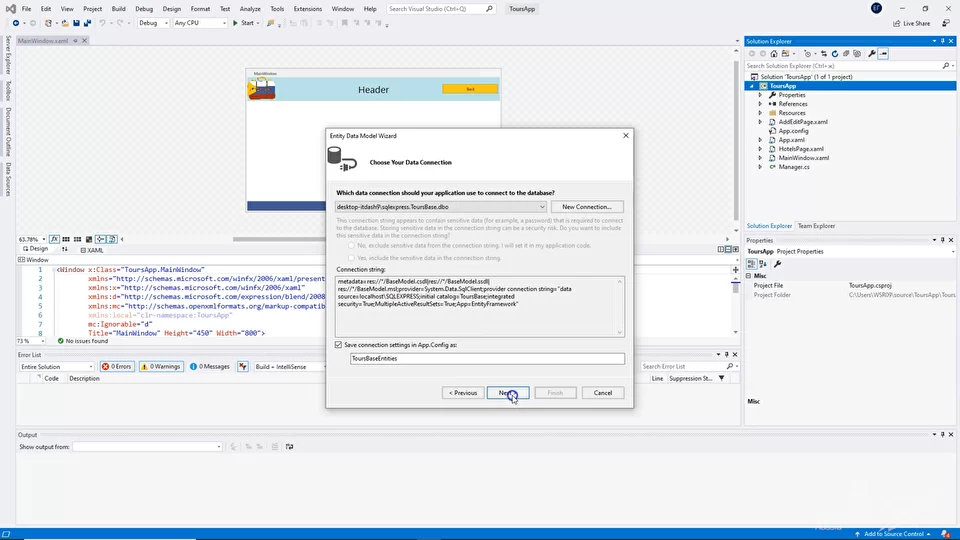 File Edit View Project Build Debug Design Format Test Analyze Tools Extensions Window Help Search Visual Studio (Ctrl+Q) ToursApp
Debug Any CPU Start Live Share
MainWindow.xaml
Server Explorer
Toolbox
Document Outline
Data Sources
MainWindow
Header
Back
63.78%
Design XAML
Window
1 <Window x:Class="ToursApp.MainWindow"
2 xmlns="http://schemas.microsoft.com/winfx/2006/xaml/present
3 xmlns:x="http://schemas.microsoft.com/winfx/2006/xaml"
4 xmlns:d="http://schemas.microsoft.com/expression/blend/2008
5 xmlns:mc="http://schemas.openxmlformats.org/markup-compatib
6 xmlns:local="clr-namespace:ToursApp"
7 mc:Ignorable="d"
8 Title="MainWindow" Height="450" Width="800">
73 % No issues found
Error List
Entire Solution 0 Errors 0 Warnings 0 Messages Build + IntelliSense Search Error List
Code Description Line Suppression St...
Output
Show output from:
Entity Data Model Wizard
Choose Your Data Connection
Which data connection should your application use to connect to the database?
desktop-itdash9\sqlexpress.ToursBase.dbo New Connection...
This connection string appears to contain sensitive data (for example, a password) that is required to connect
to the database. Storing sensitive data in the connection string can be a security risk. Do you want to include
this sensitive data in the connection string?
No, exclude sensitive data from the connection string. I will set it in my application code.
Yes, include the sensitive data in the connection string.
Connection string:
metadata=res://*/BaseModel.csdl|res://*/BaseModel.ssdl|
res://*/BaseModel.msl;provider=System.Data.SqlClient;provider connection string="data
source=localhost\SQLEXPRESS;initial catalog=ToursBase;integrated
security=True;MultipleActiveResultSets=True;App=EntityFramework"
Save connection settings in App.Config as:
ToursBaseEntities
< Previous Next > Finish Cancel
Solution Explorer
Search Solution Explorer (Ctrl+ж)
Solution 'ToursApp' (1 of 1 project)
ToursApp
Properties
References
Resources
AddEditPage.xaml
App.config
App.xaml
HotelsPage.xaml
MainWindow.xaml
Manager.cs
Solution Explorer Team Explorer
Properties
ToursApp Project Properties
Misc
Project File ToursApp.csproj
Project Folder C:\Users\WSR09\source\ToursApp\Tours
Misc
Add to Source Control